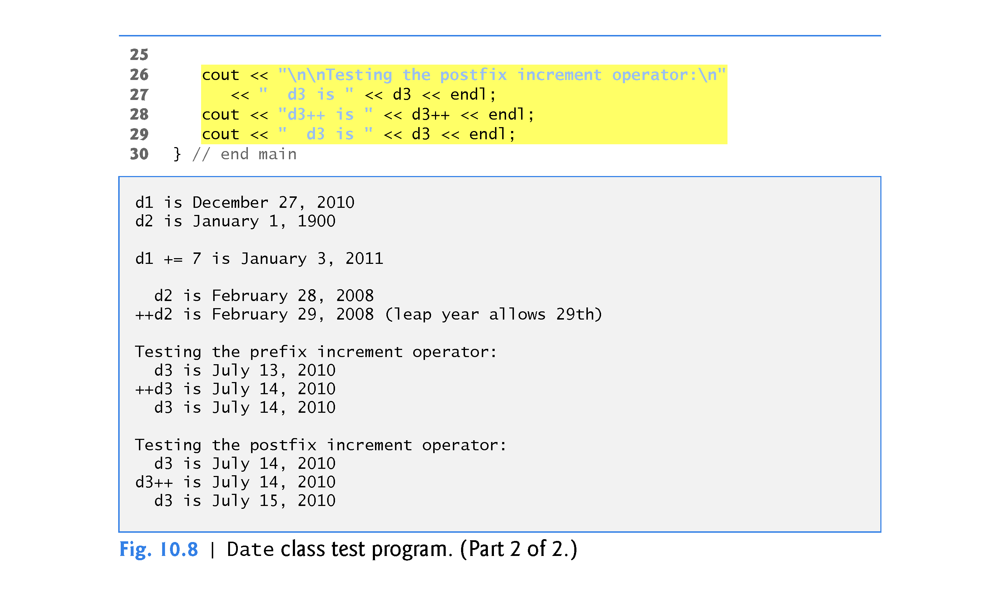 25
26 cout << "\n\nTesting the postfix increment operator:\n"
27 << "  d3 is " << d3 << endl;
28 cout << "d3++ is " << d3++ << endl;
29 cout << "  d3 is " << d3 << endl;
30 } // end main
d1 is December 27, 2010
d2 is January 1, 1900
d1 += 7 is January 3, 2011
d2 is February 28, 2008
++d2 is February 29, 2008 (leap year allows 29th)
Testing the prefix increment operator:
d3 is July 13, 2010
++d3 is July 14, 2010
d3 is July 14, 2010
Testing the postfix increment operator:
d3 is July 14, 2010
d3++ is July 14, 2010
d3 is July 15, 2010
Fig. 10.8 | Date class test program. (Part 2 of 2.)